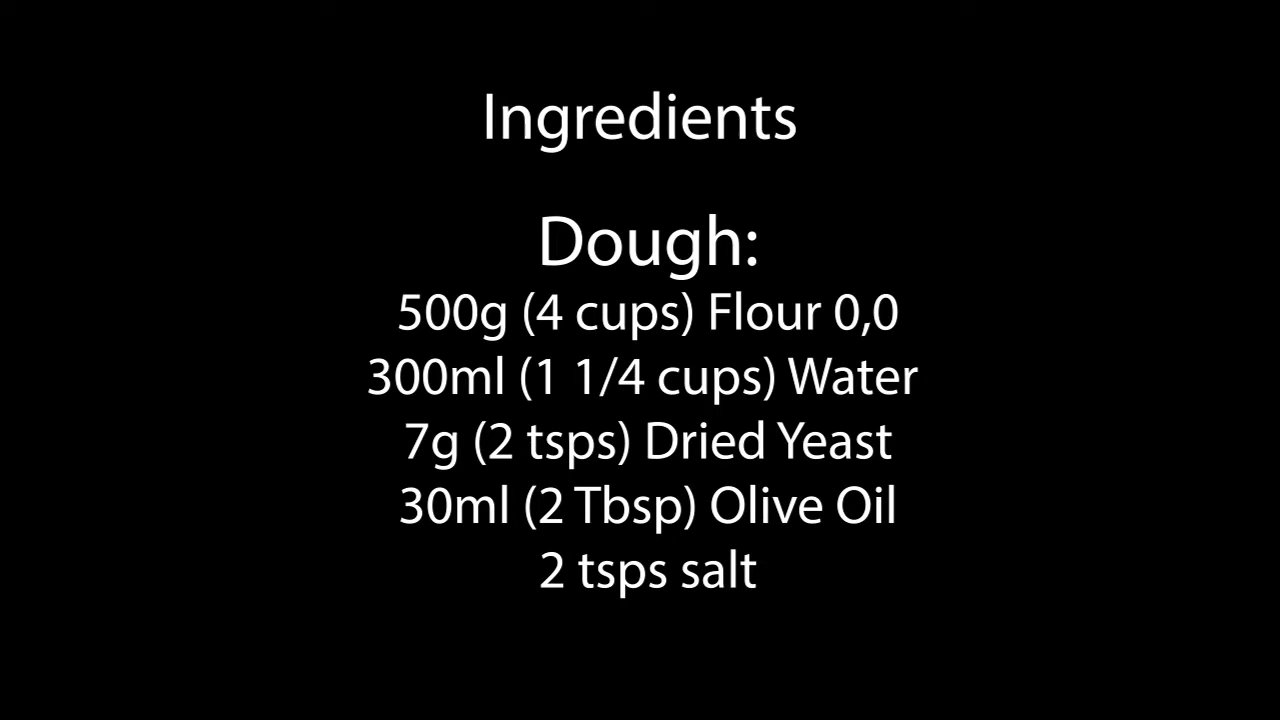 Ingredients
Dough:
500g (4 cups) Flour 0,0
300ml (1 1/4 cups) Water
7g (2 tsps) Dried Yeast
30ml (2 Tbsp) Olive Oil
2 tsps salt